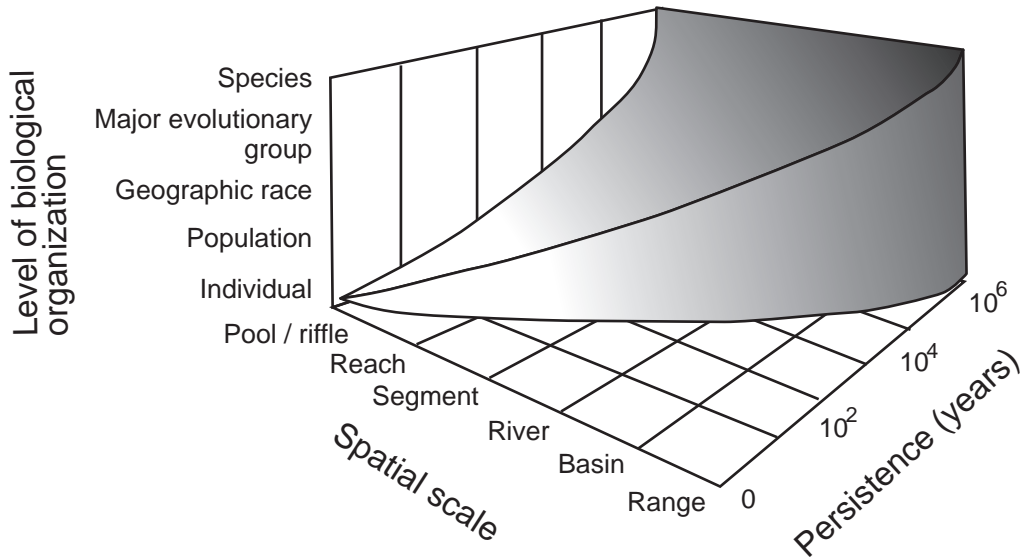 Level of biological
organization
Species
Major evolutionary
group
Geographic race
Population
Individual
Pool / riffle
Reach
Segment
River
Basin
Range
Spatial scale
0
10²
10⁴
10⁶
Persistence (years)